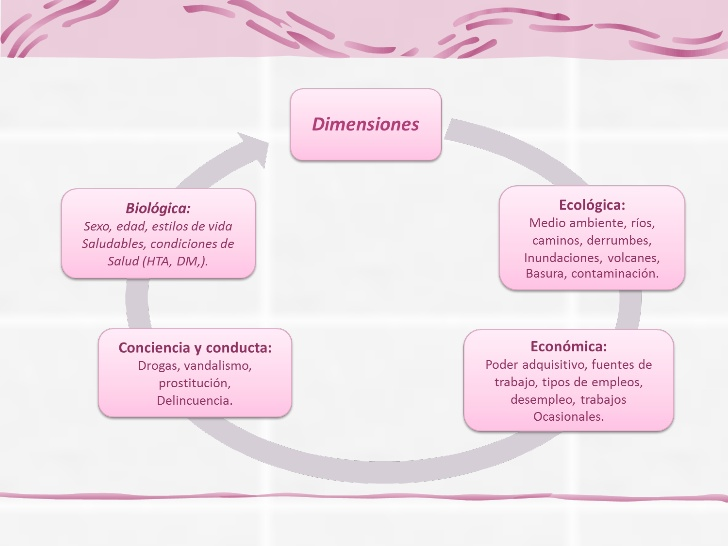 Dimensiones
Ecológica:
Medio ambiente, ríos,
caminos, derrumbes,
Inundaciones, volcanes,
Basura, contaminación.
Económica:
Poder adquisitivo, fuentes de
trabajo, tipos de empleos,
desempleo, trabajos
Ocasionales.
Conciencia y conducta:
Drogas, vandalismo,
prostitución,
Delincuencia.
Biológica:
Sexo, edad, estilos de vida
Saludables, condiciones de
Salud (HTA, DM,).